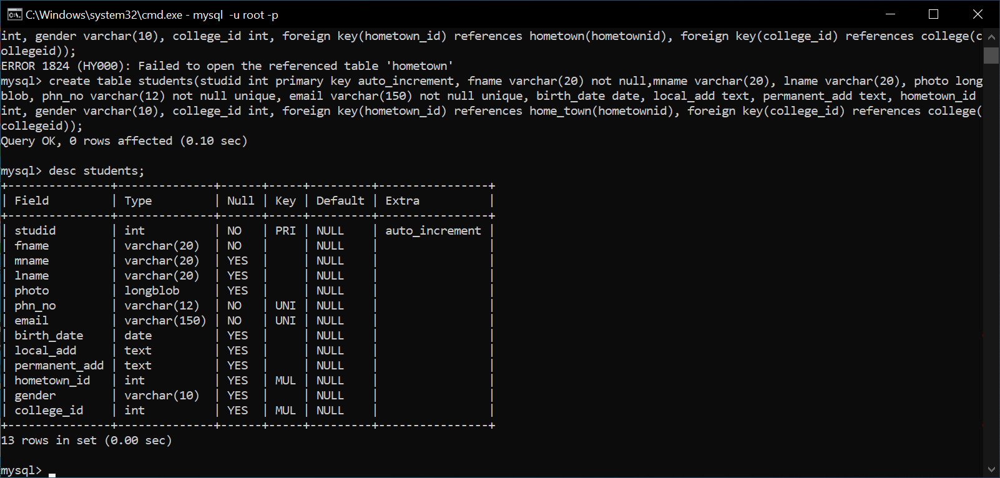 C:\Windows\system32\cmd.exe - mysql  -u root -p
int, gender varchar(10), college_id int, foreign key(hometown_id) references hometown(hometownid), foreign key(college_id) references college(c
ollegeid));
ERROR 1824 (HY000): Failed to open the referenced table 'hometown'
mysql> create table students(studid int primary key auto_increment, fname varchar(20) not null,mname varchar(20), lname varchar(20), photo long
blob, phn_no varchar(12) not null unique, email varchar(150) not null unique, birth_date date, local_add text, permanent_add text, hometown_id
int, gender varchar(10), college_id int, foreign key(hometown_id) references home_town(hometownid), foreign key(college_id) references college(
collegeid));
Query OK, 0 rows affected (0.10 sec)

mysql> desc students;
+---------------+--------------+------+-----+---------+----------------+
| Field         | Type         | Null | Key | Default | Extra          |
+---------------+--------------+------+-----+---------+----------------+
| studid        | int          | NO   | PRI | NULL    | auto_increment |
| fname         | varchar(20)  | NO   |     | NULL    |                |
| mname         | varchar(20)  | YES  |     | NULL    |                |
| lname         | varchar(20)  | YES  |     | NULL    |                |
| photo         | longblob     | YES  |     | NULL    |                |
| phn_no        | varchar(12)  | NO   | UNI | NULL    |                |
| email         | varchar(150) | NO   | UNI | NULL    |                |
| birth_date    | date         | YES  |     | NULL    |                |
| local_add     | text         | YES  |     | NULL    |                |
| permanent_add | text         | YES  |     | NULL    |                |
| hometown_id   | int          | YES  | MUL | NULL    |                |
| gender        | varchar(10)  | YES  |     | NULL    |                |
| college_id    | int          | YES  | MUL | NULL    |                |
+---------------+--------------+------+-----+---------+----------------+
13 rows in set (0.00 sec)

mysql>